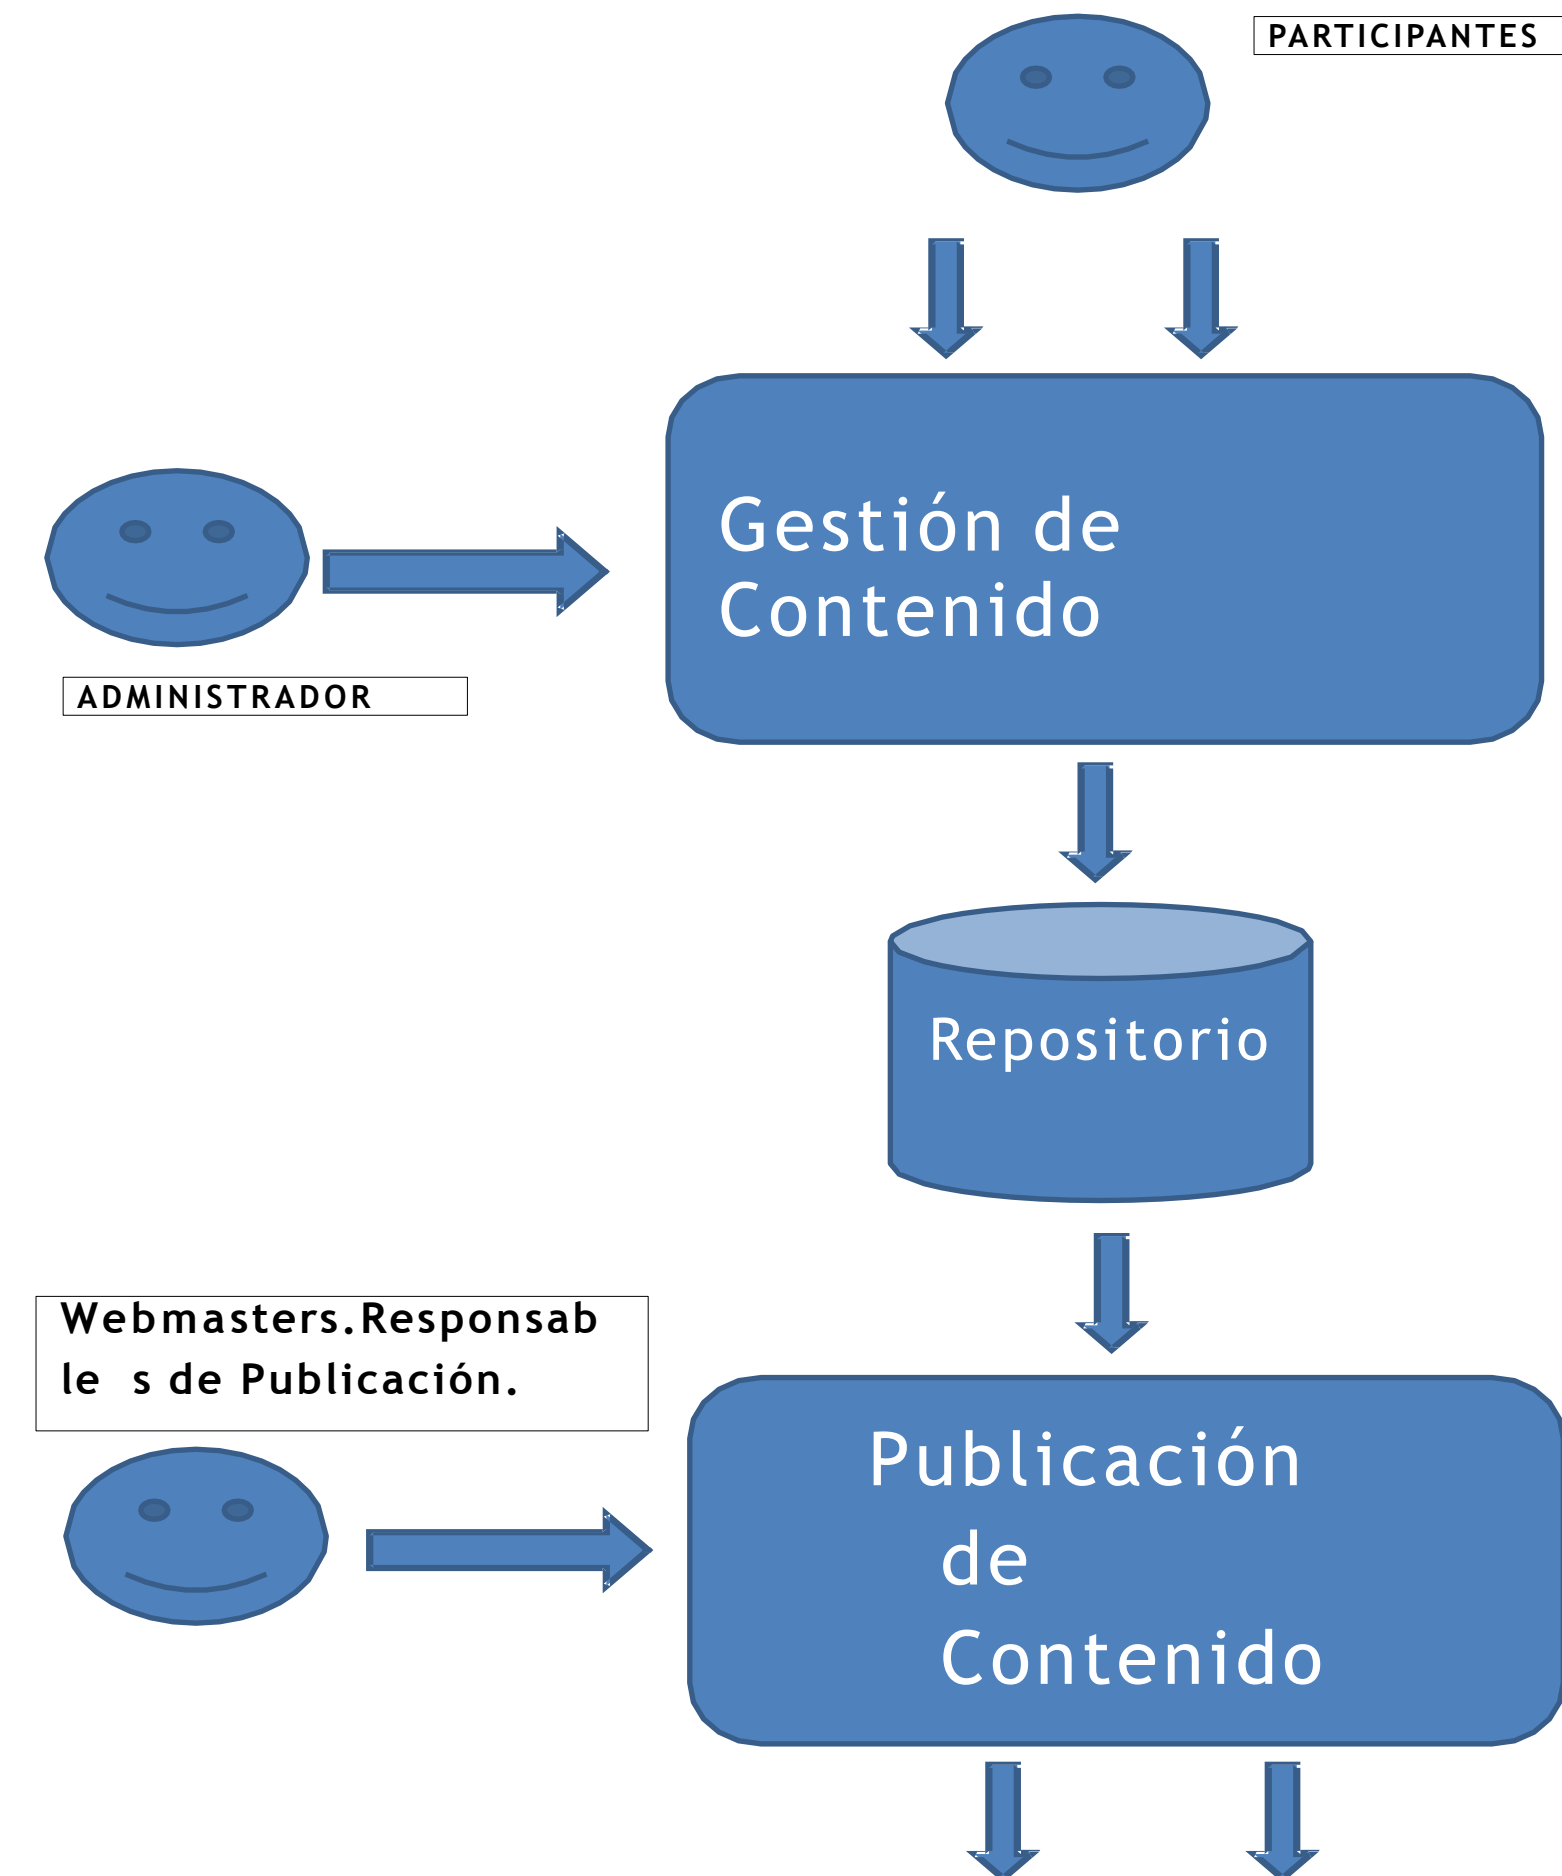 PARTICIPANTES
Gestión de
Contenido
ADMINISTRADOR
Repositorio
Webmasters.Responsab
le s de Publicación.
Publicación
de
Contenido